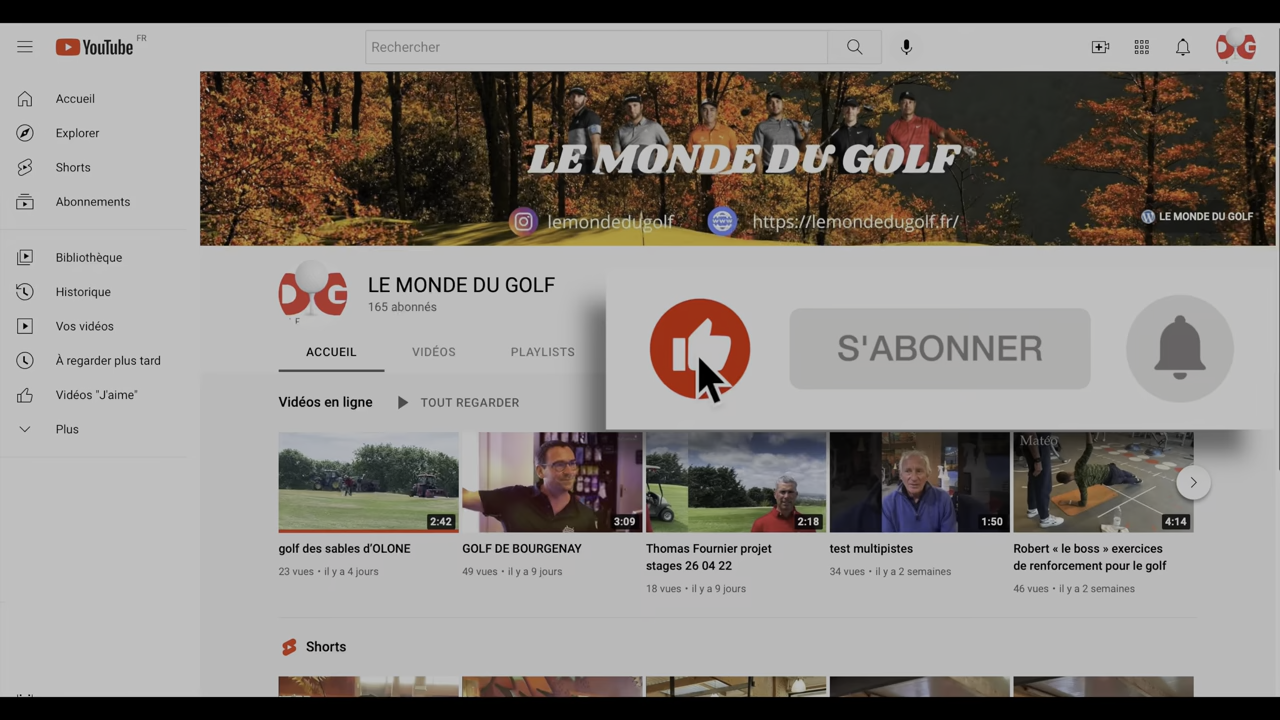 YouTube FR
Rechercher
Accueil
Explorer
Shorts
Abonnements
Bibliothèque
Historique
Vos vidéos
À regarder plus tard
Vidéos "J'aime"
Plus
LE MONDE DU GOLF
lemondedugolf
https://lemondedugolf.fr/
LE MONDE DU GOLF
D G
F
LE MONDE DU GOLF
165 abonnés
ACCUEIL
VIDÉOS
PLAYLISTS
S'ABONNER
Vidéos en ligne
TOUT REGARDER
Matéo
2:42
3:09
2:18
1:50
4:14
golf des sables d'OLONE
23 vues • il y a 4 jours
GOLF DE BOURGENAY
49 vues • il y a 9 jours
Thomas Fournier projet
stages 26 04 22
18 vues • il y a 9 jours
test multipistes
34 vues • il y a 2 semaines
Robert « le boss » exercices
de renforcement pour le golf
46 vues • il y a 2 semaines
Shorts